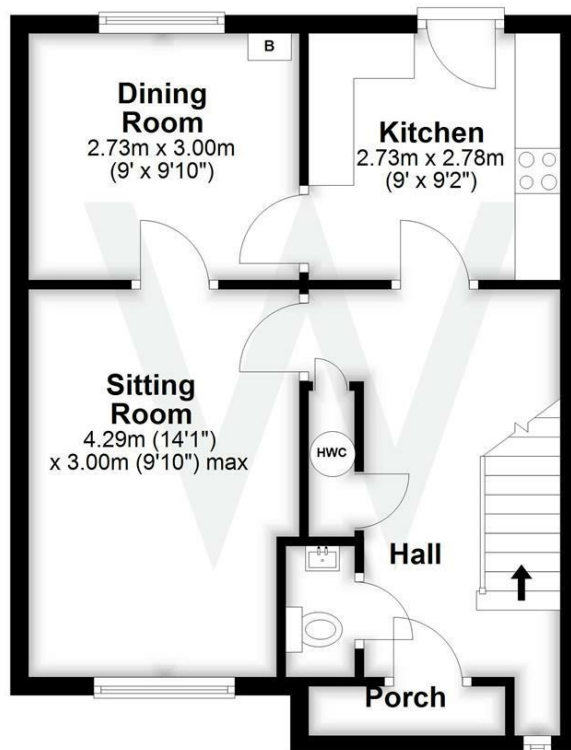 B
Dining
Room
2.73m x 3.00m
(9' x 9'10")
Kitchen
2.73m x 2.78m
(9' x 9'2")
Sitting
Room
4.29m (14'1")
x 3.00m (9'10") max
HWC
Hall
Porch
W